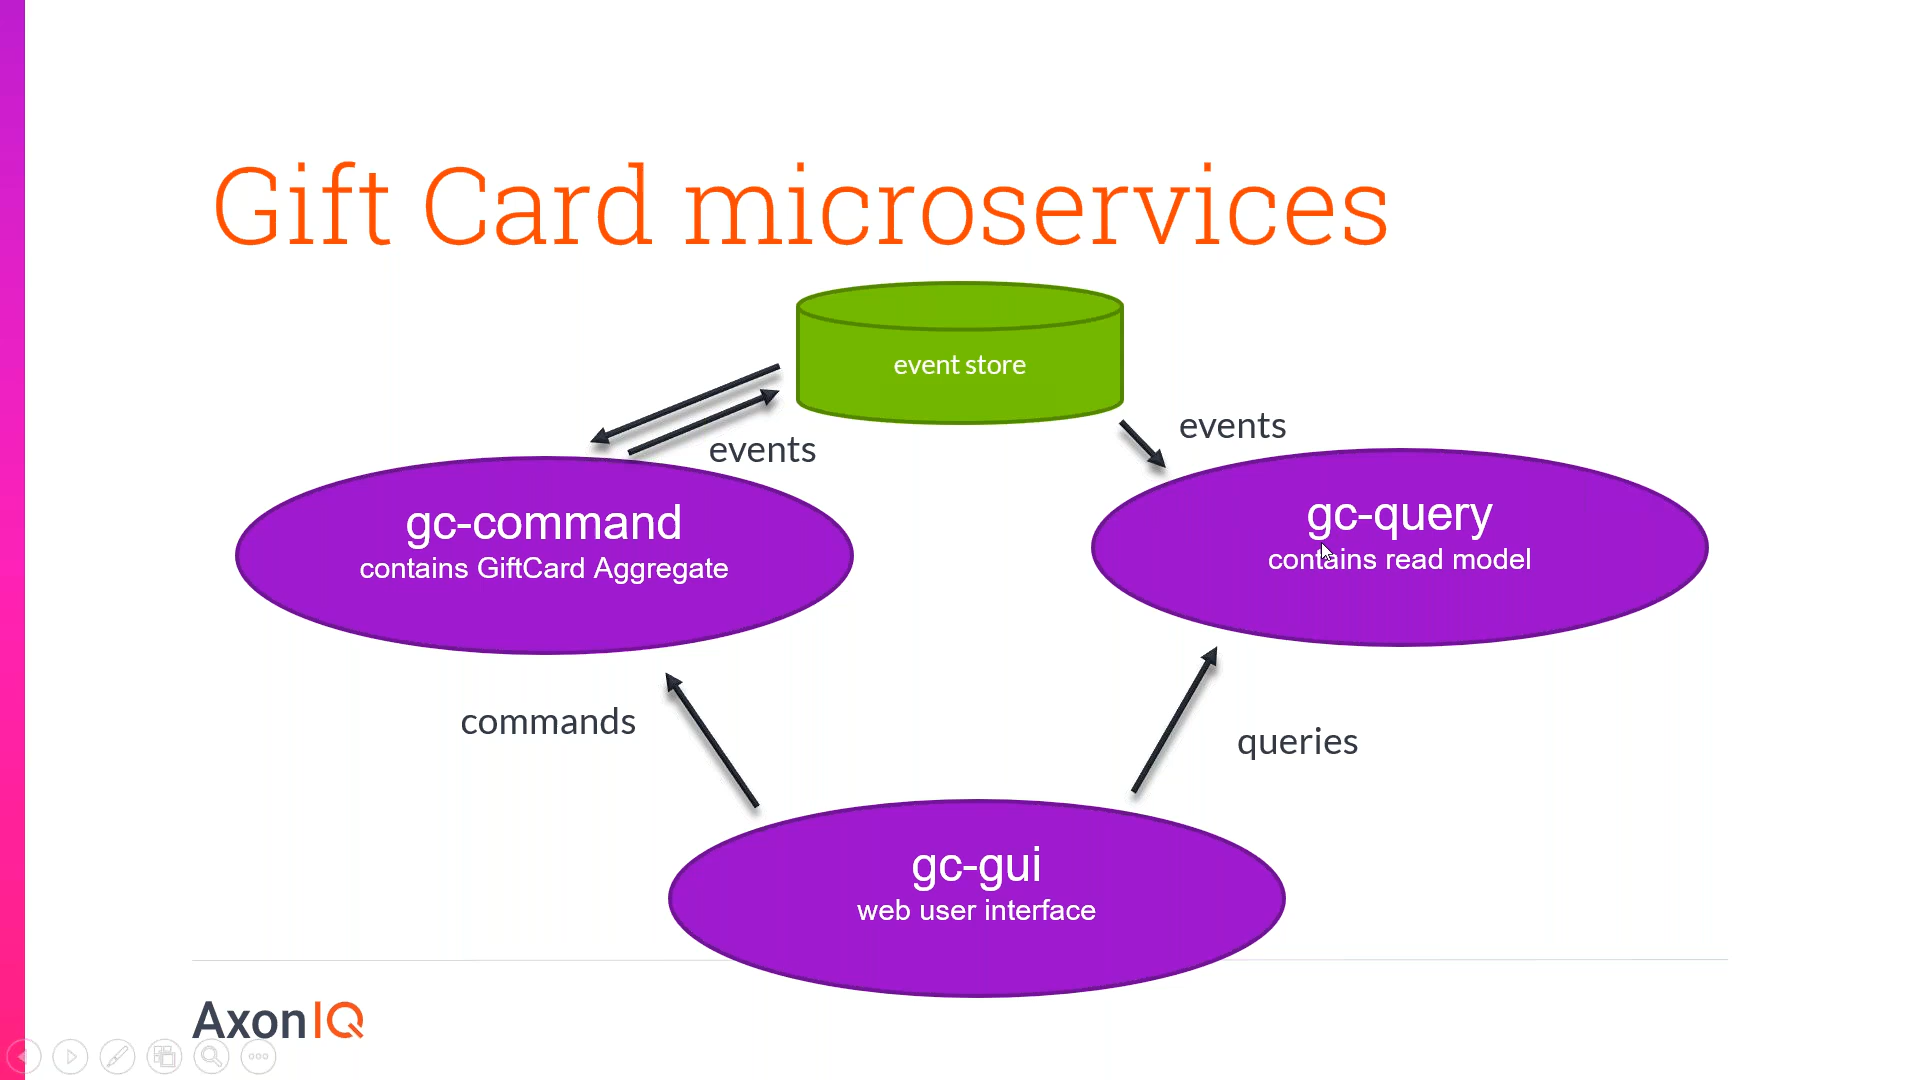 Gift Card microservices
event store
events
events
gc-command
contains GiftCard Aggregate
gc-query
contains read model
commands
queries
gc-gui
web user interface
AxonIQ